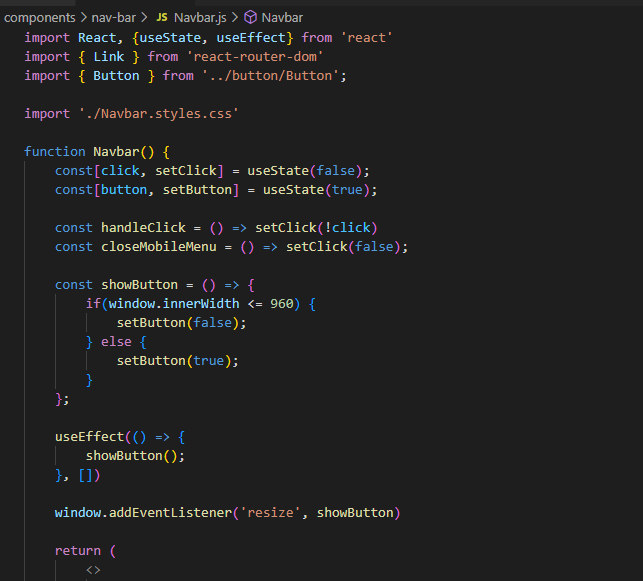 components > nav-bar > JS Navbar.js > Navbar
import React, {useState, useEffect} from 'react'
import { Link } from 'react-router-dom'
import { Button } from '../button/Button';
import './Navbar.styles.css'
function Navbar() {
const[click, setClick] = useState(false);
const[button, setButton] = useState(true);
const handleClick = () => setClick(!click)
const closeMobileMenu = () => setClick(false);
const showButton = () => {
if(window.innerWidth <= 960) {
setButton(false);
} else {
setButton(true);
}
};
useEffect(() => {
showButton();
}, [])
window.addEventListener('resize', showButton)
return (
<>